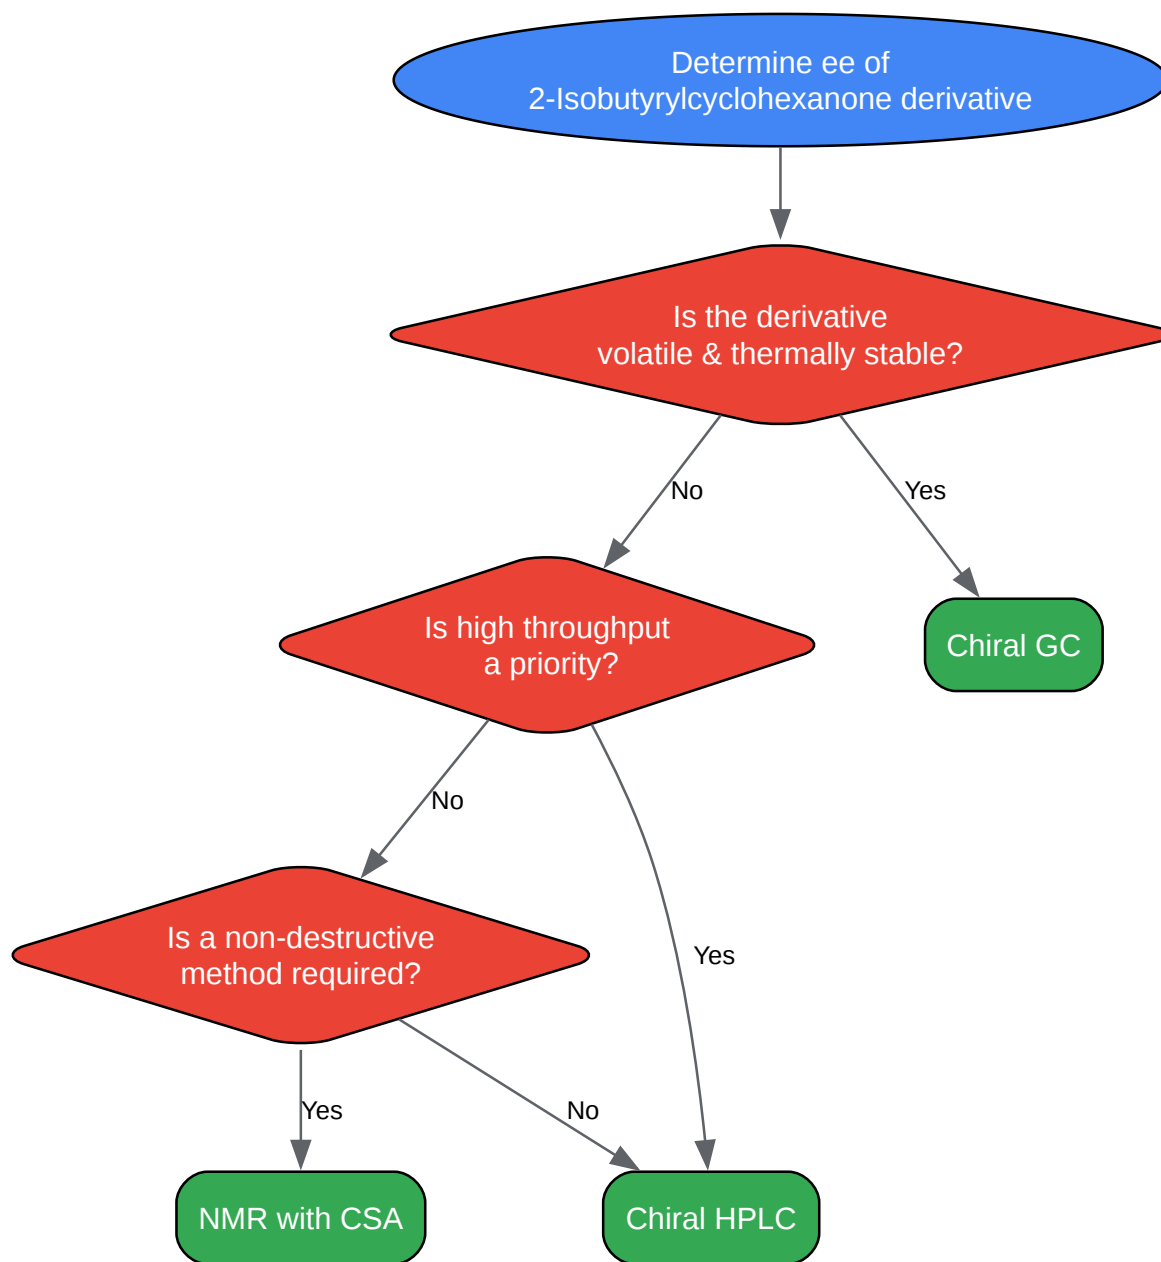 Determine ee of
2-Isobutyrylcyclohexanone derivative
Is the derivative
volatile & thermally stable?
No
Yes
Is high throughput
a priority?
Chiral GC
No
Is a non-destructive
method required?
Yes
Yes
No
NMR with CSA
Chiral HPLC